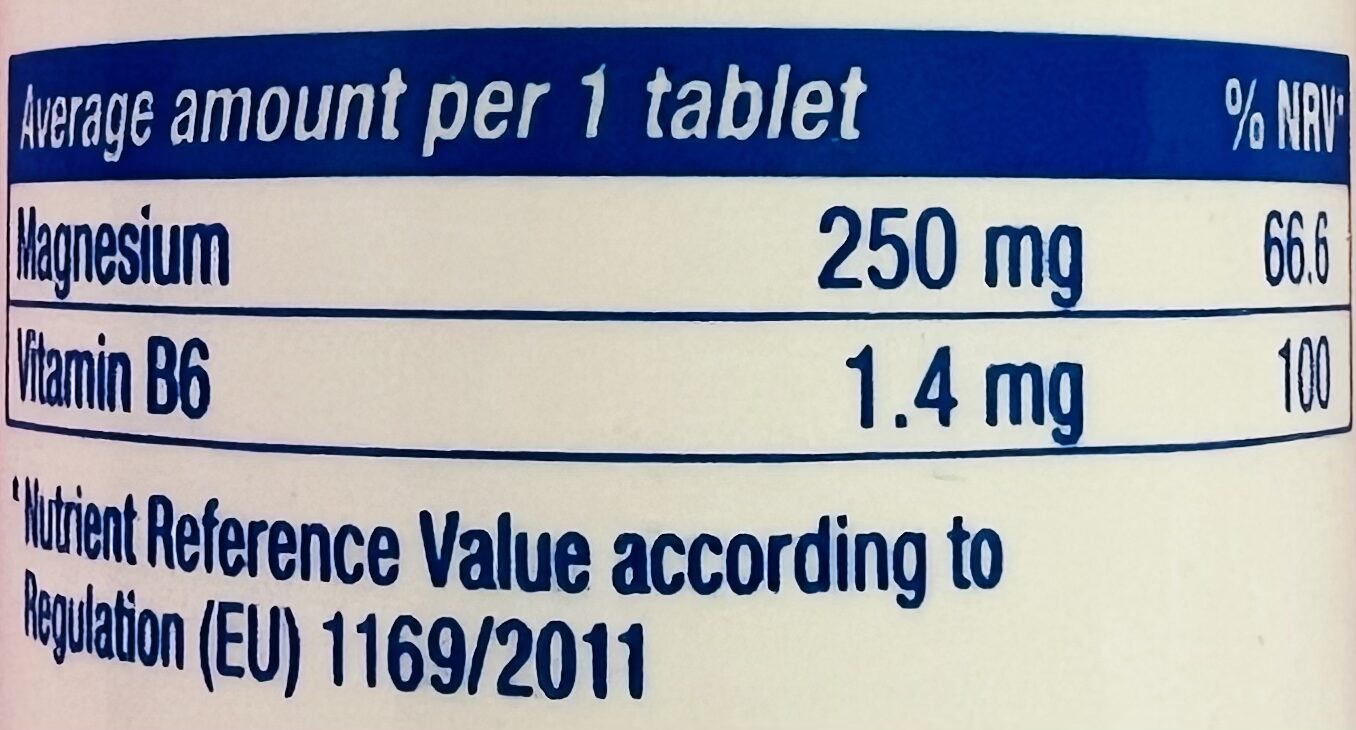 Average amount per 1 tablet % NRV*
Magnesium 250 mg 66.6
Vitamin B6 1.4 mg 100
*Nutrient Reference Value according to
Regulation (EU) 1169/2011